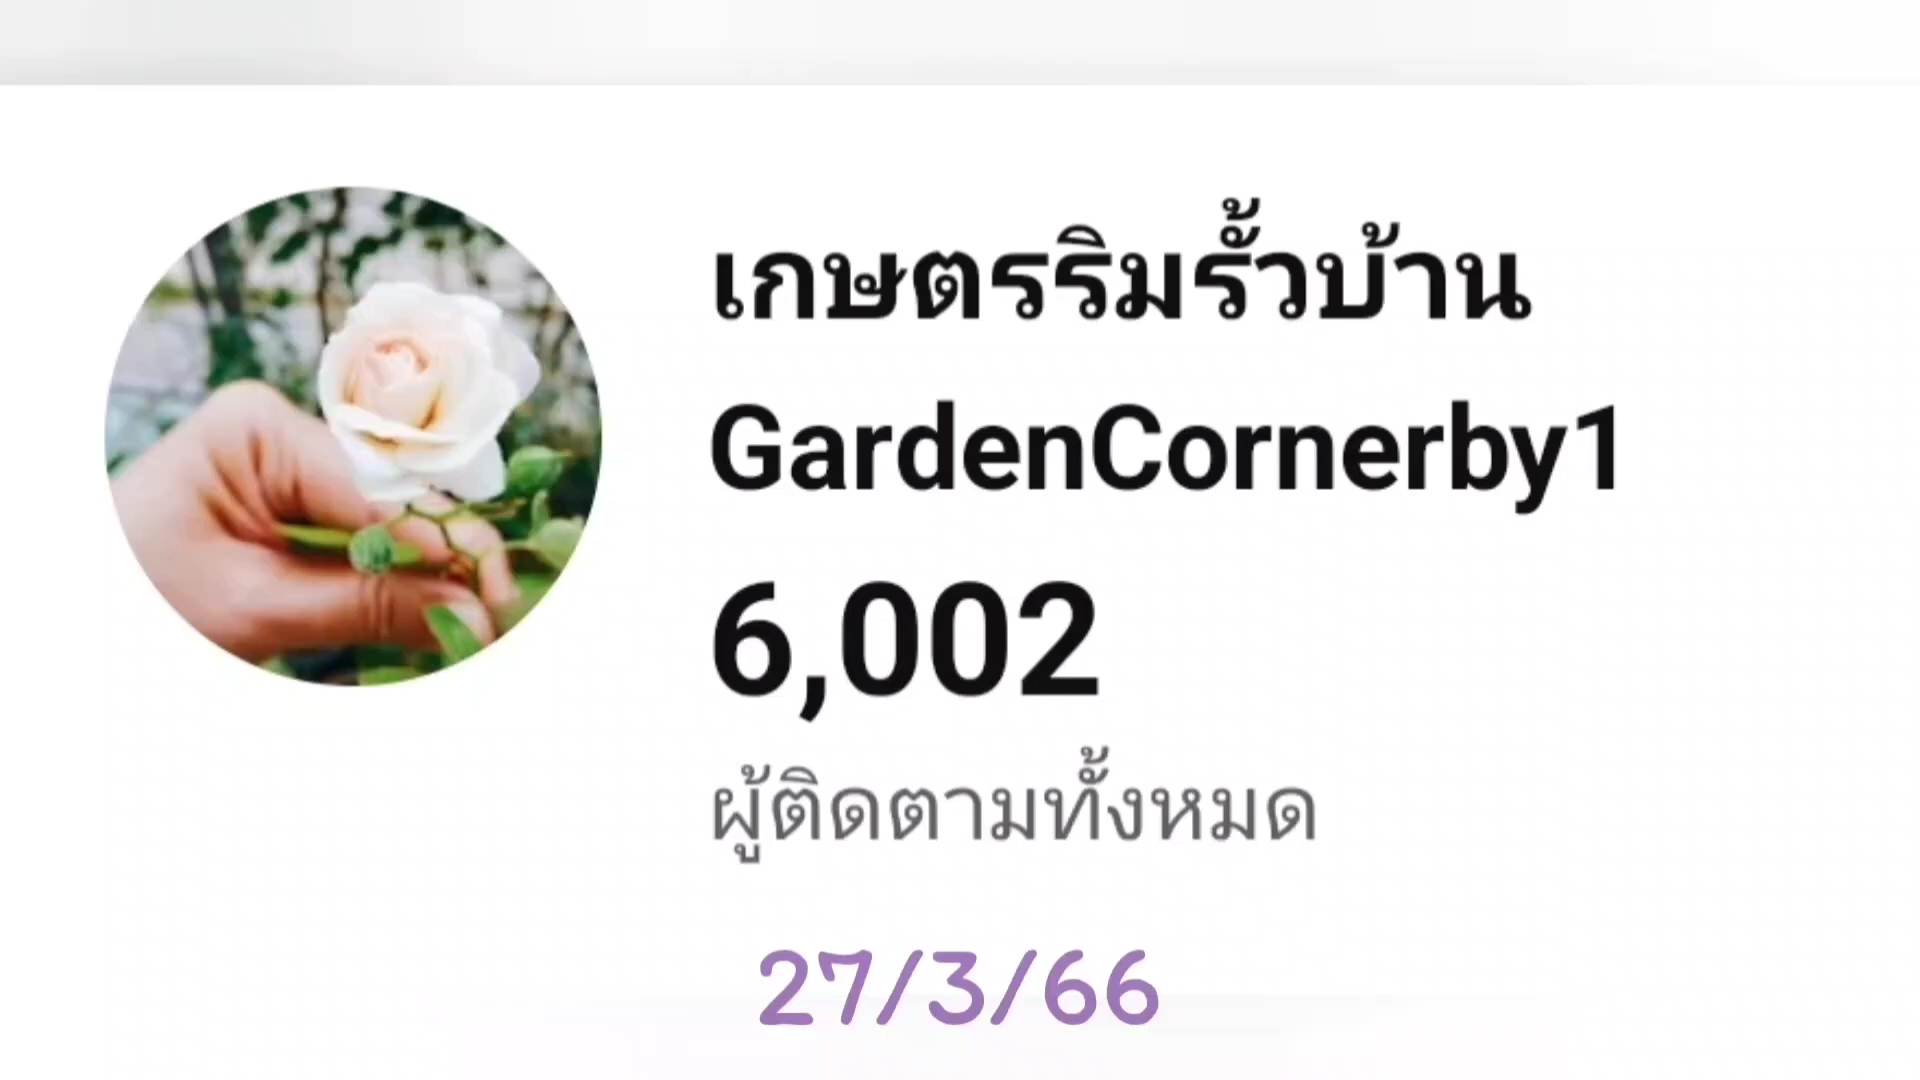 เกษตรริมรั้วบ้าน
GardenCornerby1
6,002
ผู้ติดตามทั้งหมด
27/3/66